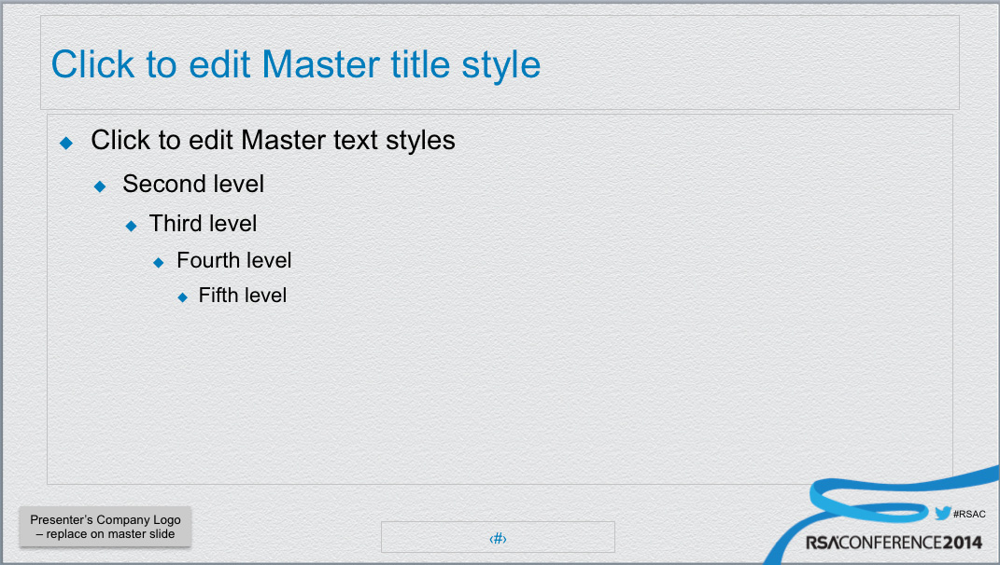 Click to edit Master title style
Click to edit Master text styles
Second level
Third level
Fourth level
Fifth level
Presenter’s Company Logo
– replace on master slide
‹#›
#RSAC
RSACONFERENCE2014